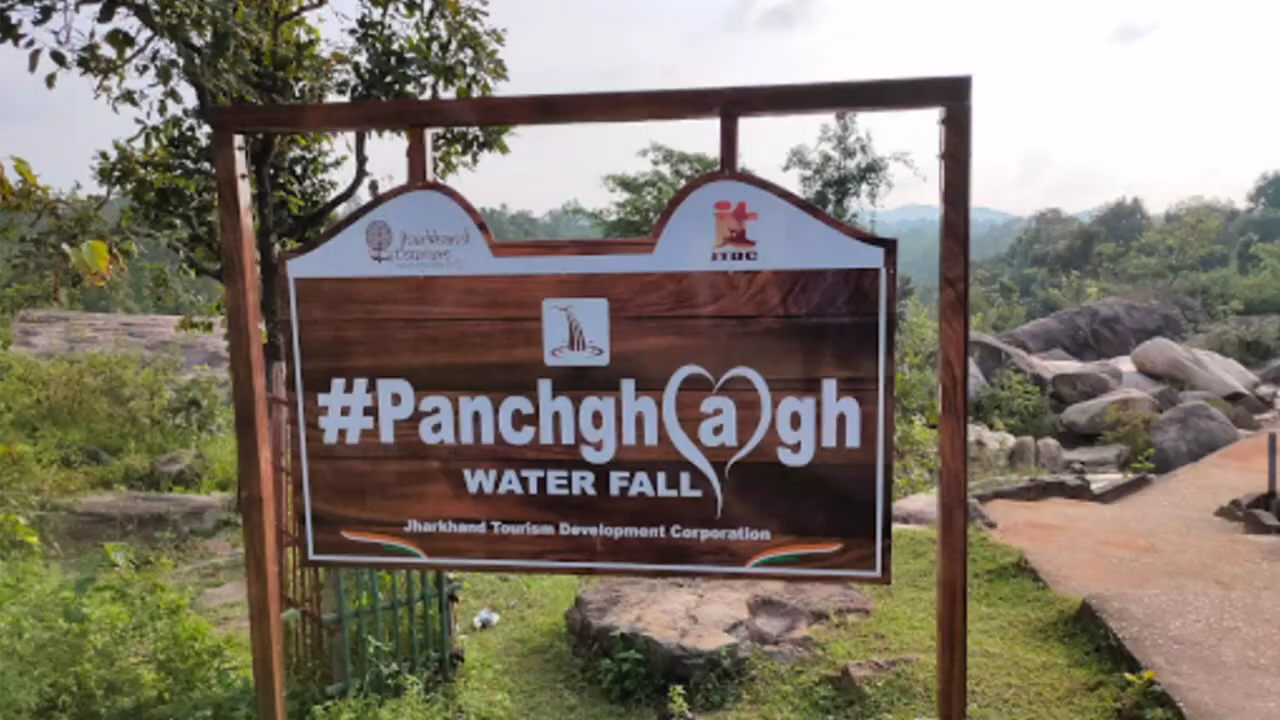 Jharkhand
tourism
JTDC
#Panchghagh
WATER FALL
Jharkhand Tourism Development Corporation